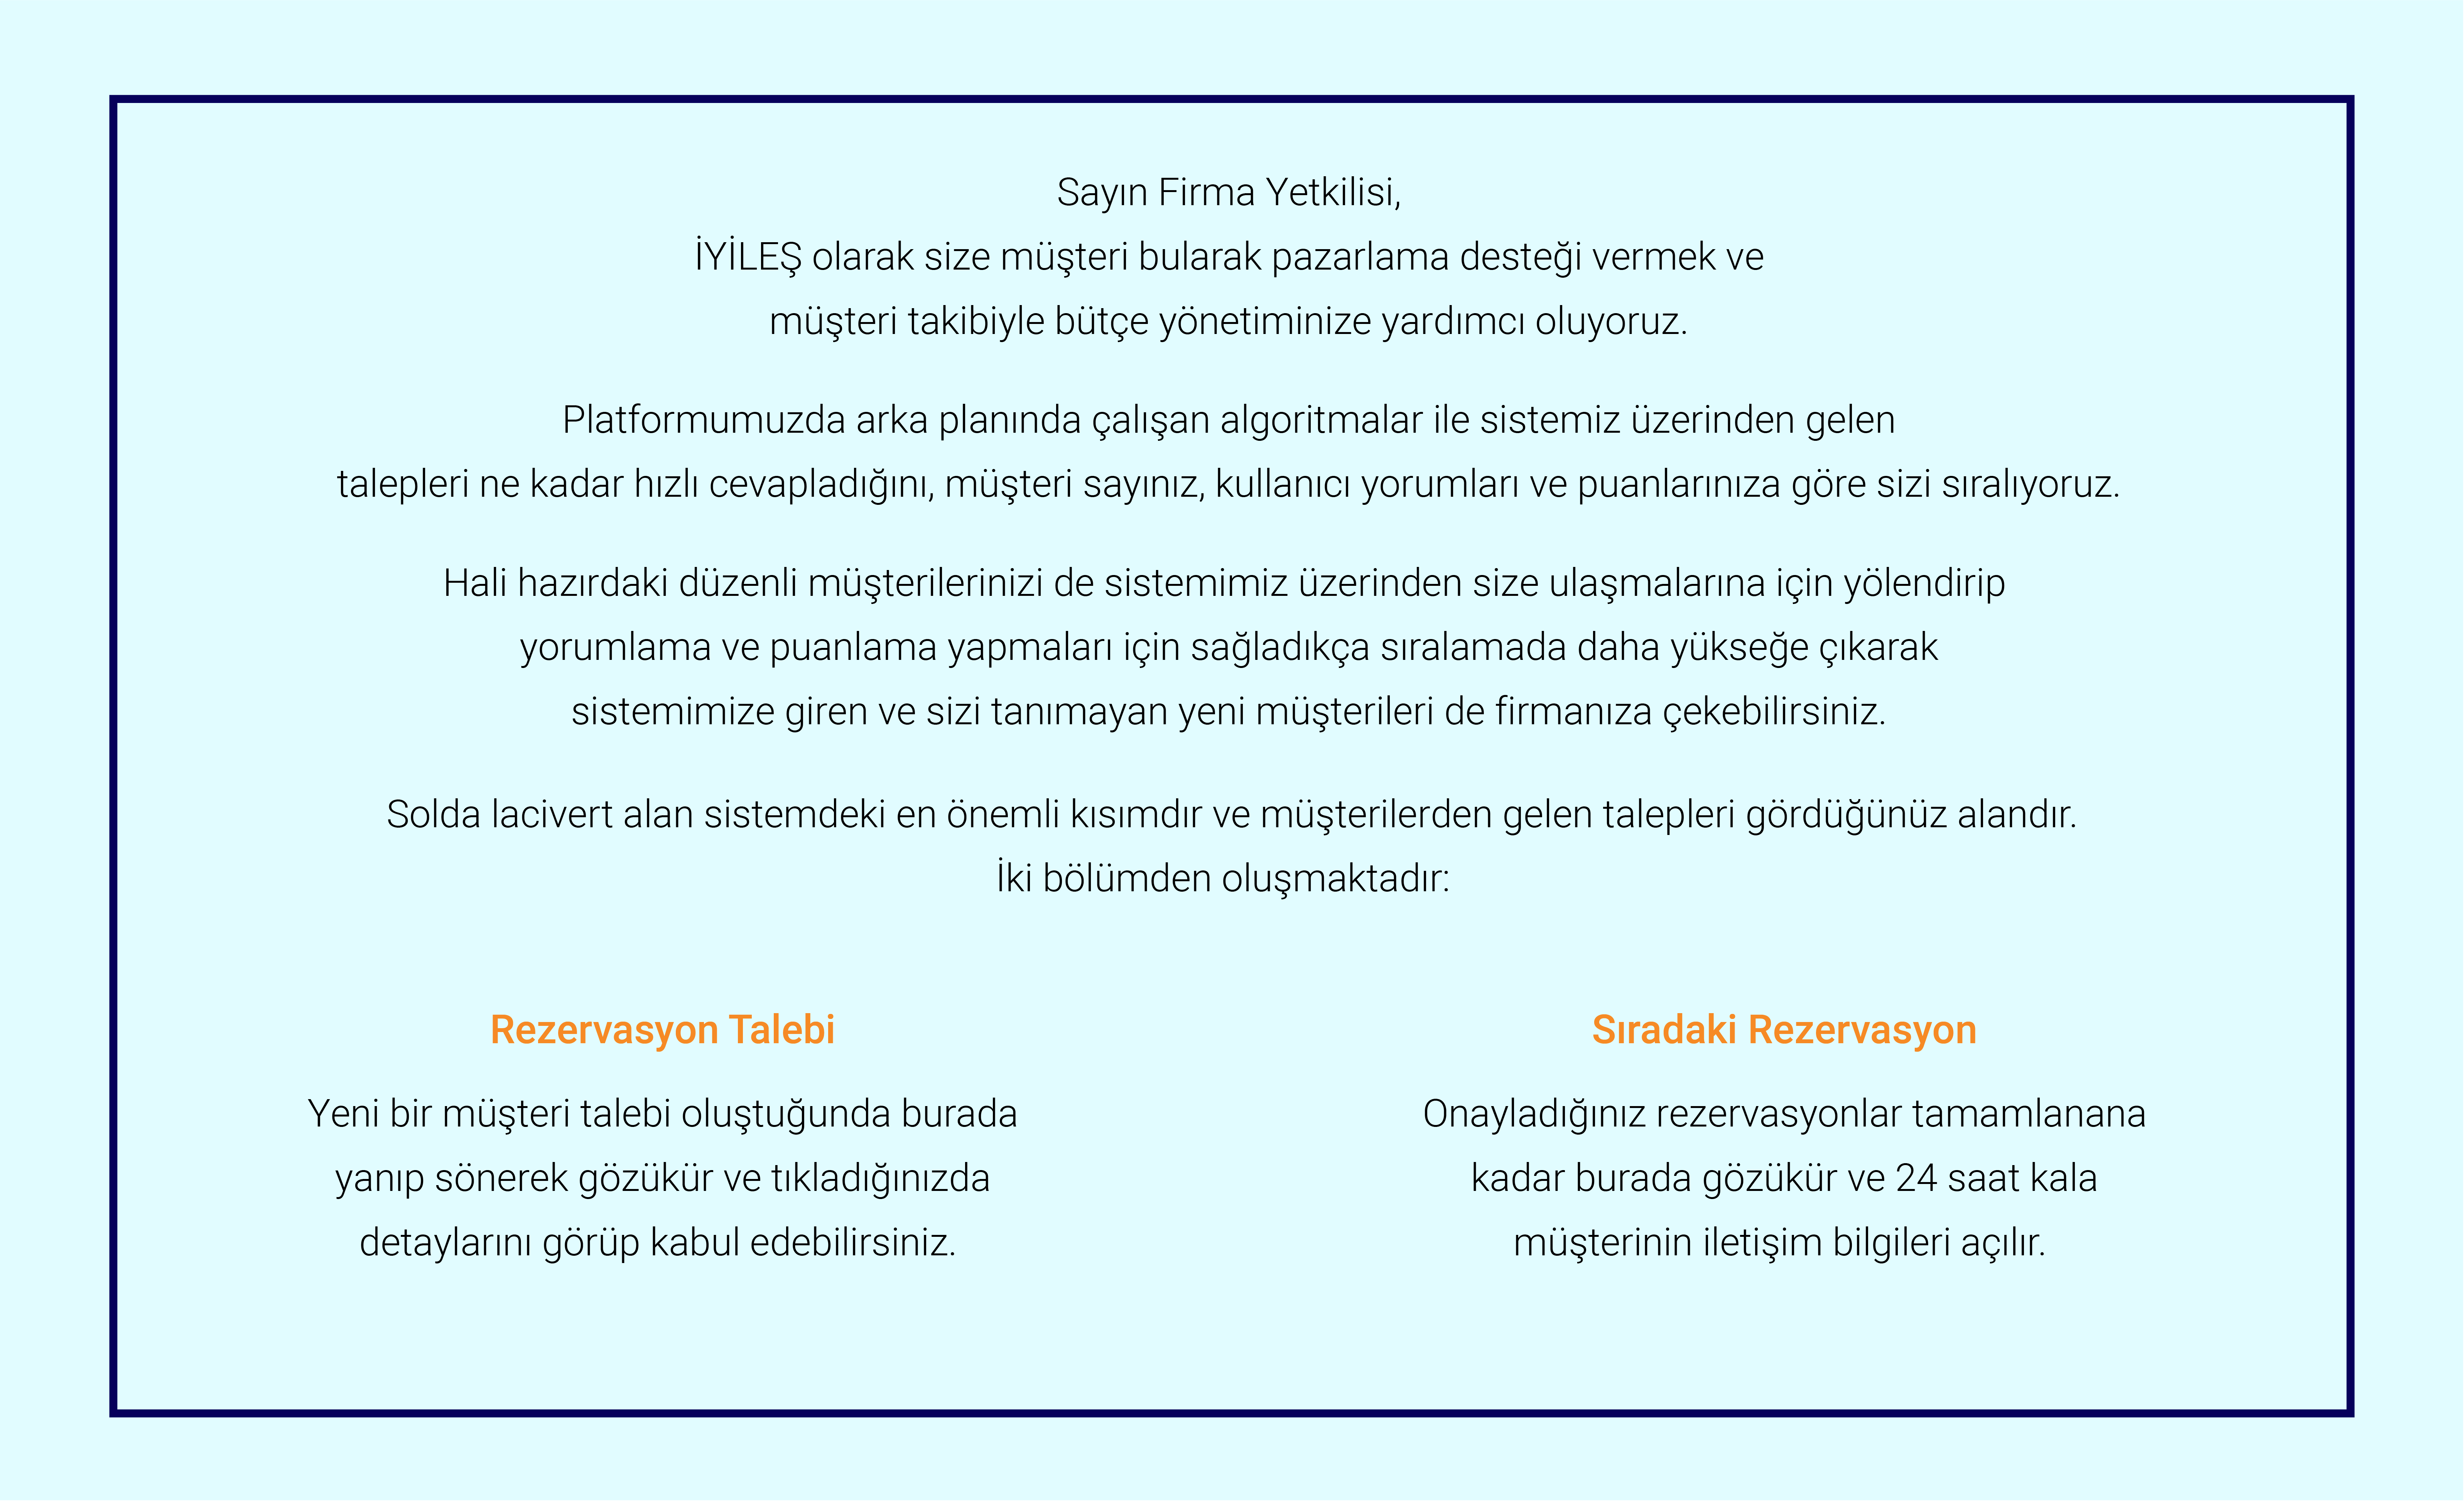 Sayın Firma Yetkilisi,
İYİLEŞ olarak size müşteri bularak pazarlama desteği vermek ve
müşteri takibiyle bütçe yönetiminize yardımcı oluyoruz.
Platformumuzda arka planında çalışan algoritmalar ile sistemiz üzerinden gelen
talepleri ne kadar hızlı cevapladığını, müşteri sayınız, kullanıcı yorumları ve puanlarınıza göre sizi sıralıyoruz.
Hali hazırdaki düzenli müşterilerinizi de sistemimiz üzerinden size ulaşmalarına için yölendirip
yorumlama ve puanlama yapmaları için sağladıkça sıralamada daha yükseğe çıkarak
sistemimize giren ve sizi tanımayan yeni müşterileri de firmanıza çekebilirsiniz.
Solda lacivert alan sistemdeki en önemli kısımdır ve müşterilerden gelen talepleri gördüğünüz alandır.
İki bölümden oluşmaktadır:
Rezervasyon Talebi
Yeni bir müşteri talebi oluştuğunda burada
yanıp sönerek gözükür ve tıkladığınızda
detaylarını görüp kabul edebilirsiniz.
Sıradaki Rezervasyon
Onayladığınız rezervasyonlar tamamlanana
kadar burada gözükür ve 24 saat kala
müşterinin iletişim bilgileri açılır.